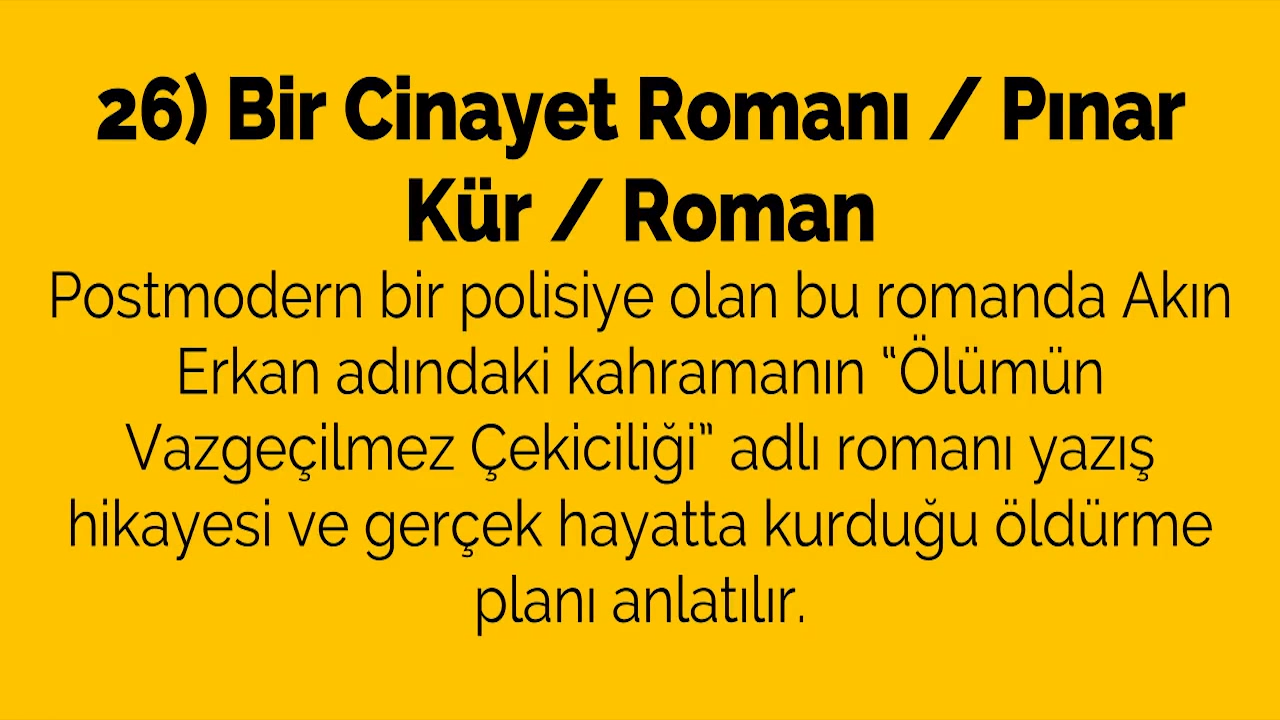 26) Bir Cinayet Romanı / Pınar
Kür / Roman
Postmodern bir polisiye olan bu romanda Akın
Erkan adındaki kahramanın “Ölümün
Vazgeçilmez Çekiciliği” adlı romanı yazış
hikayesi ve gerçek hayatta kurduğu öldürme
planı anlatılır.